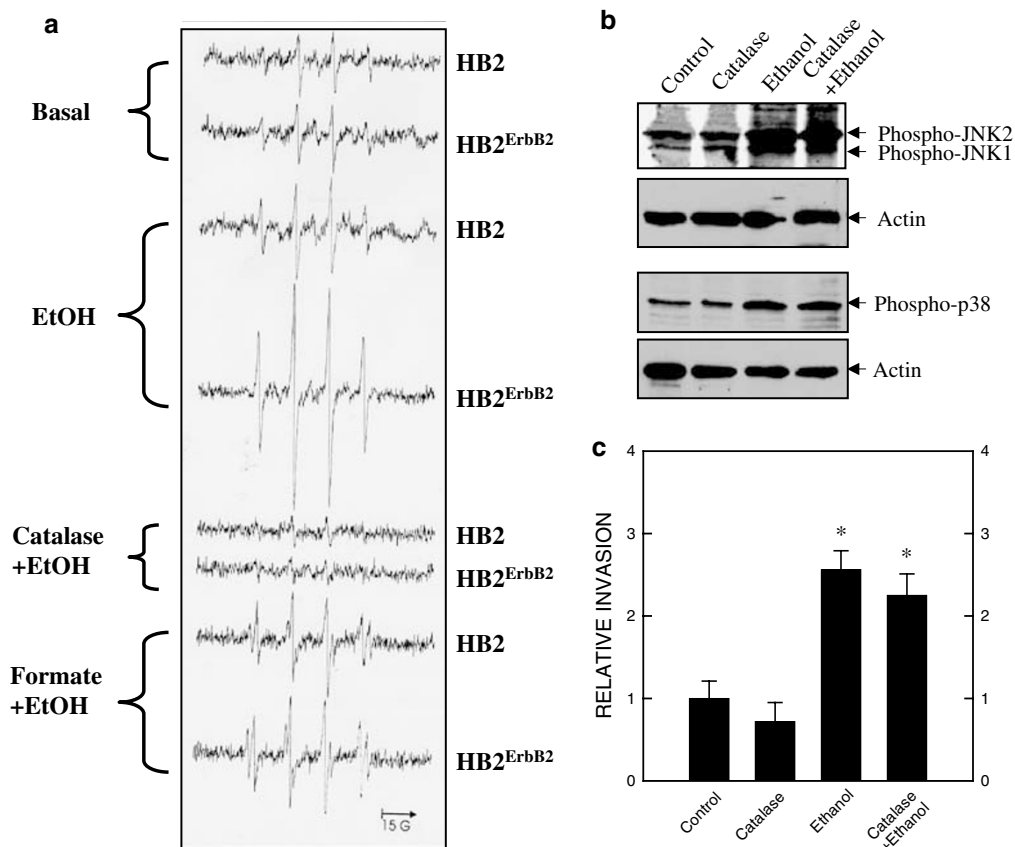 a
Basal
HB2
HB2ErbB2
EtOH
HB2
HB2ErbB2
Catalase
+EtOH
HB2
HB2ErbB2
Formate
+EtOH
HB2
HB2ErbB2
15 G
b
Control
Catalase
Ethanol
Catalase
+Ethanol
Phospho-JNK2
Phospho-JNK1
Actin
Phospho-p38
Actin
c
RELATIVE INVASION
4
3
2
1
0
*
*
4
3
2
1
0
Control
Catalase
Ethanol
Catalase
+Ethanol